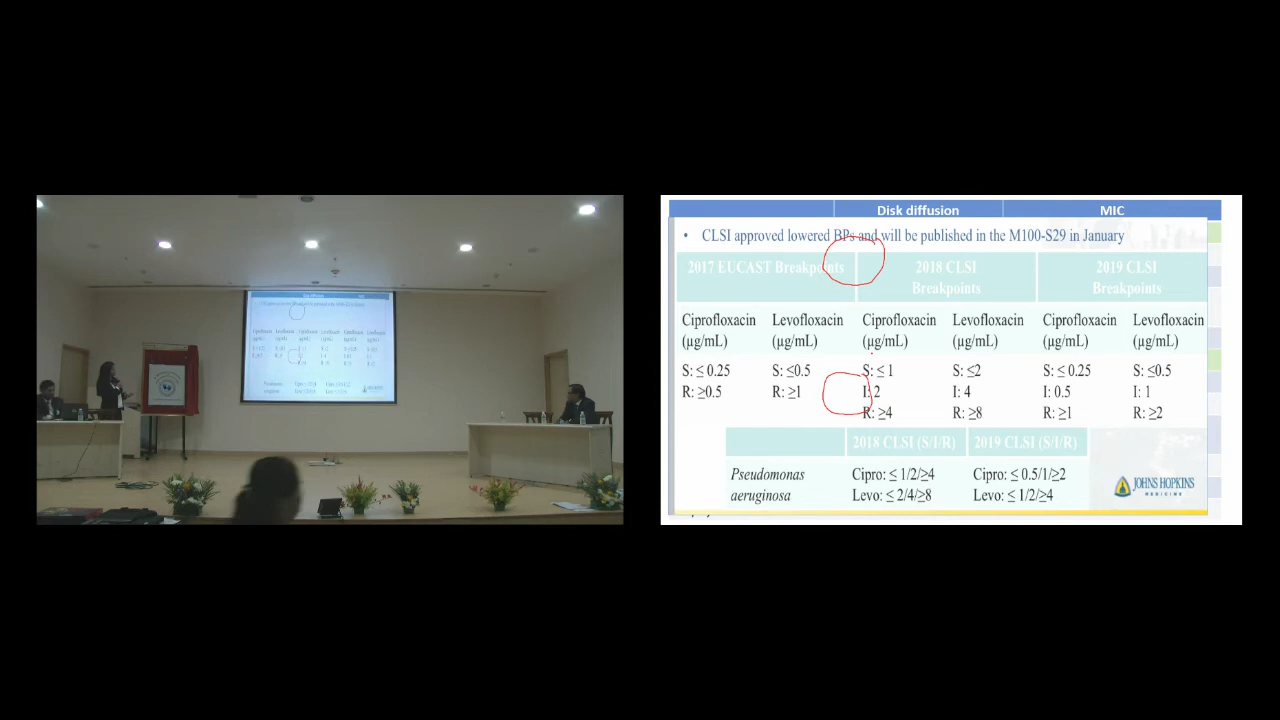 Disk diffusion MIC
• CLSI approved lowered BPs and will be published in the M100-S29 in January
2017 EUCAST Breakpoints 2018 CLSI Breakpoints 2019 CLSI Breakpoints
Ciprofloxacin (µg/mL) Levofloxacin (µg/mL) Ciprofloxacin (µg/mL) Levofloxacin (µg/mL) Ciprofloxacin (µg/mL) Levofloxacin (µg/mL)
S: ≤ 0.25 S: ≤0.5 S: ≤ 1 S: ≤2 S: ≤ 0.25 S: ≤0.5
R: ≥0.5 R: ≥1 I: 2 I: 4 I: 0.5 I: 1
R: ≥4 R: ≥8 R: ≥1 R: ≥2
2018 CLSI (S/I/R) 2019 CLSI (S/I/R)
Pseudomonas Cipro: ≤ 1/2/≥4 Cipro: ≤ 0.5/1/≥2
aeruginosa Levo: ≤ 2/4/≥8 Levo: ≤ 1/2/≥4
JOHNS HOPKINS
MEDICINE